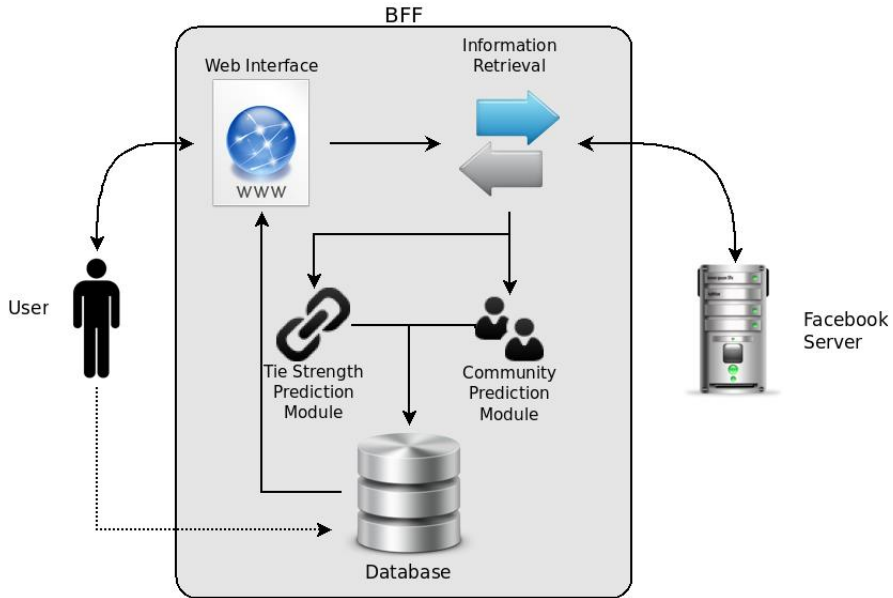 BFF
Web Interface
Information
Retrieval
WWW
User
Facebook
Server
Tie Strength
Prediction
Module
Community
Prediction
Module
Database